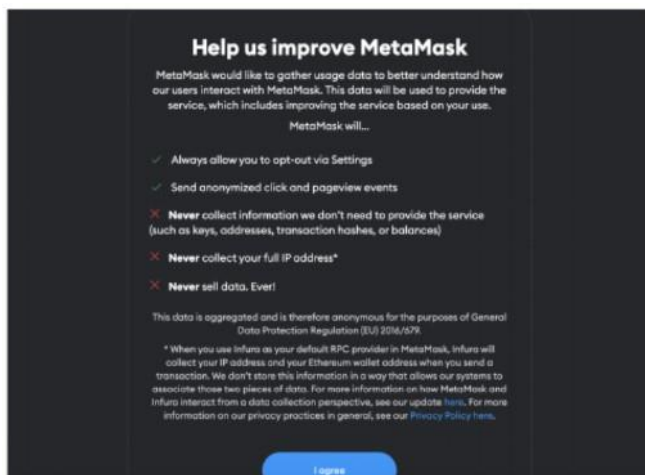 Help us improve MetaMask
MetaMask would like to gather usage data to better understand how
our users interact with MetaMask. This data will be used to provide the
service, which includes improving the service based on your use.
MetaMask will...
Always allow you to opt-out via Settings
Send anonymized click and pageview events
Never collect information we don't need to provide the service
(such as keys, addresses, transaction hashes, or balances)
Never collect your full IP address*
Never sell data. Ever!
This data is aggregated and is therefore anonymous for the purposes of General
Data Protection Regulation (EU) 2016/679.
* When you use Infura as your default RPC provider in MetaMask, Infura will
collect your IP address and your Ethereum wallet address when you send a
transaction. We don't store this information in a way that allows our systems to
associate those two pieces of data. For more information on how MetaMask and
Infura interact from a data collection perspective, see our update here. For more
information on our privacy practices in general, see our Privacy Policy here.
I agree